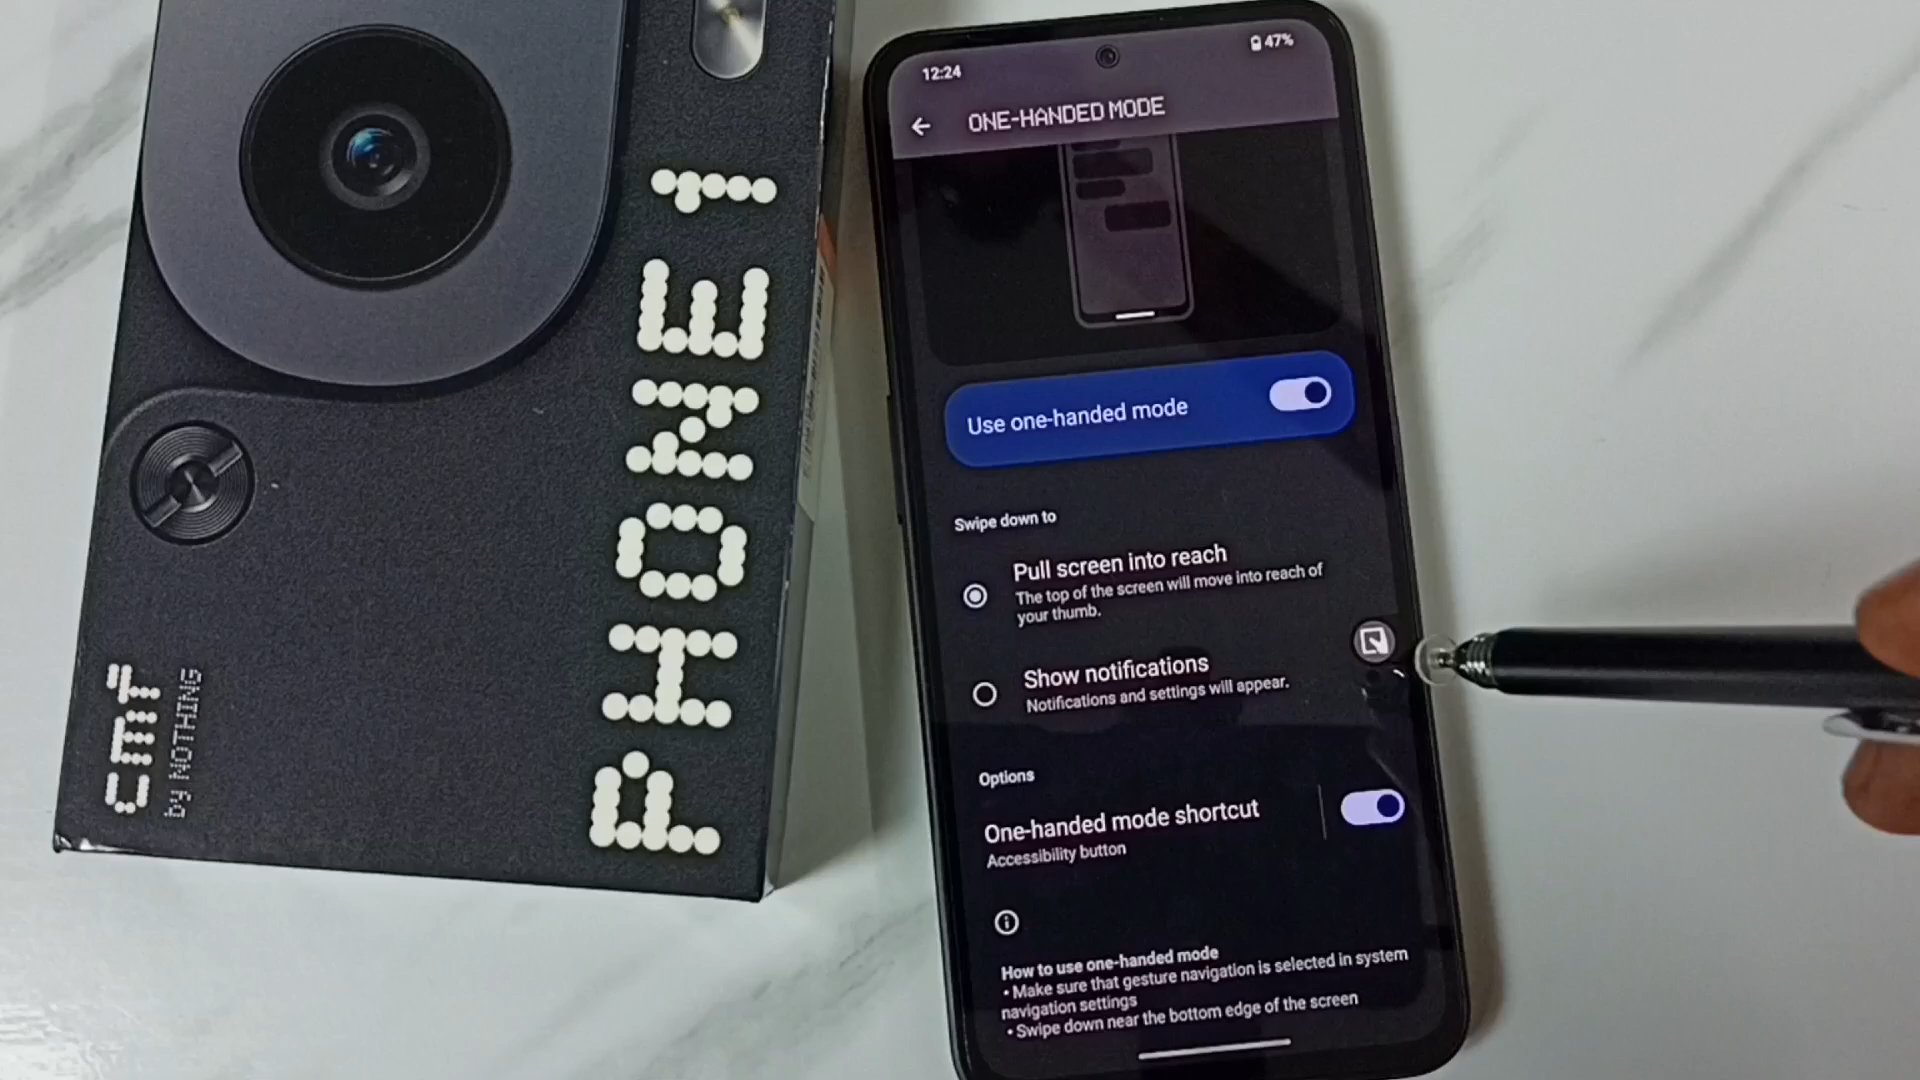 PHONE 1
cmf
by NOTHING
12:24
47%
ONE-HANDED MODE
Use one-handed mode
Swipe down to
Pull screen into reach
The top of the screen will move into reach of
your thumb.
Show notifications
Notifications and settings will appear.
Options
One-handed mode shortcut
Accessibility button
How to use one-handed mode
• Make sure that gesture navigation is selected in system
navigation settings
• Swipe down near the bottom edge of the screen